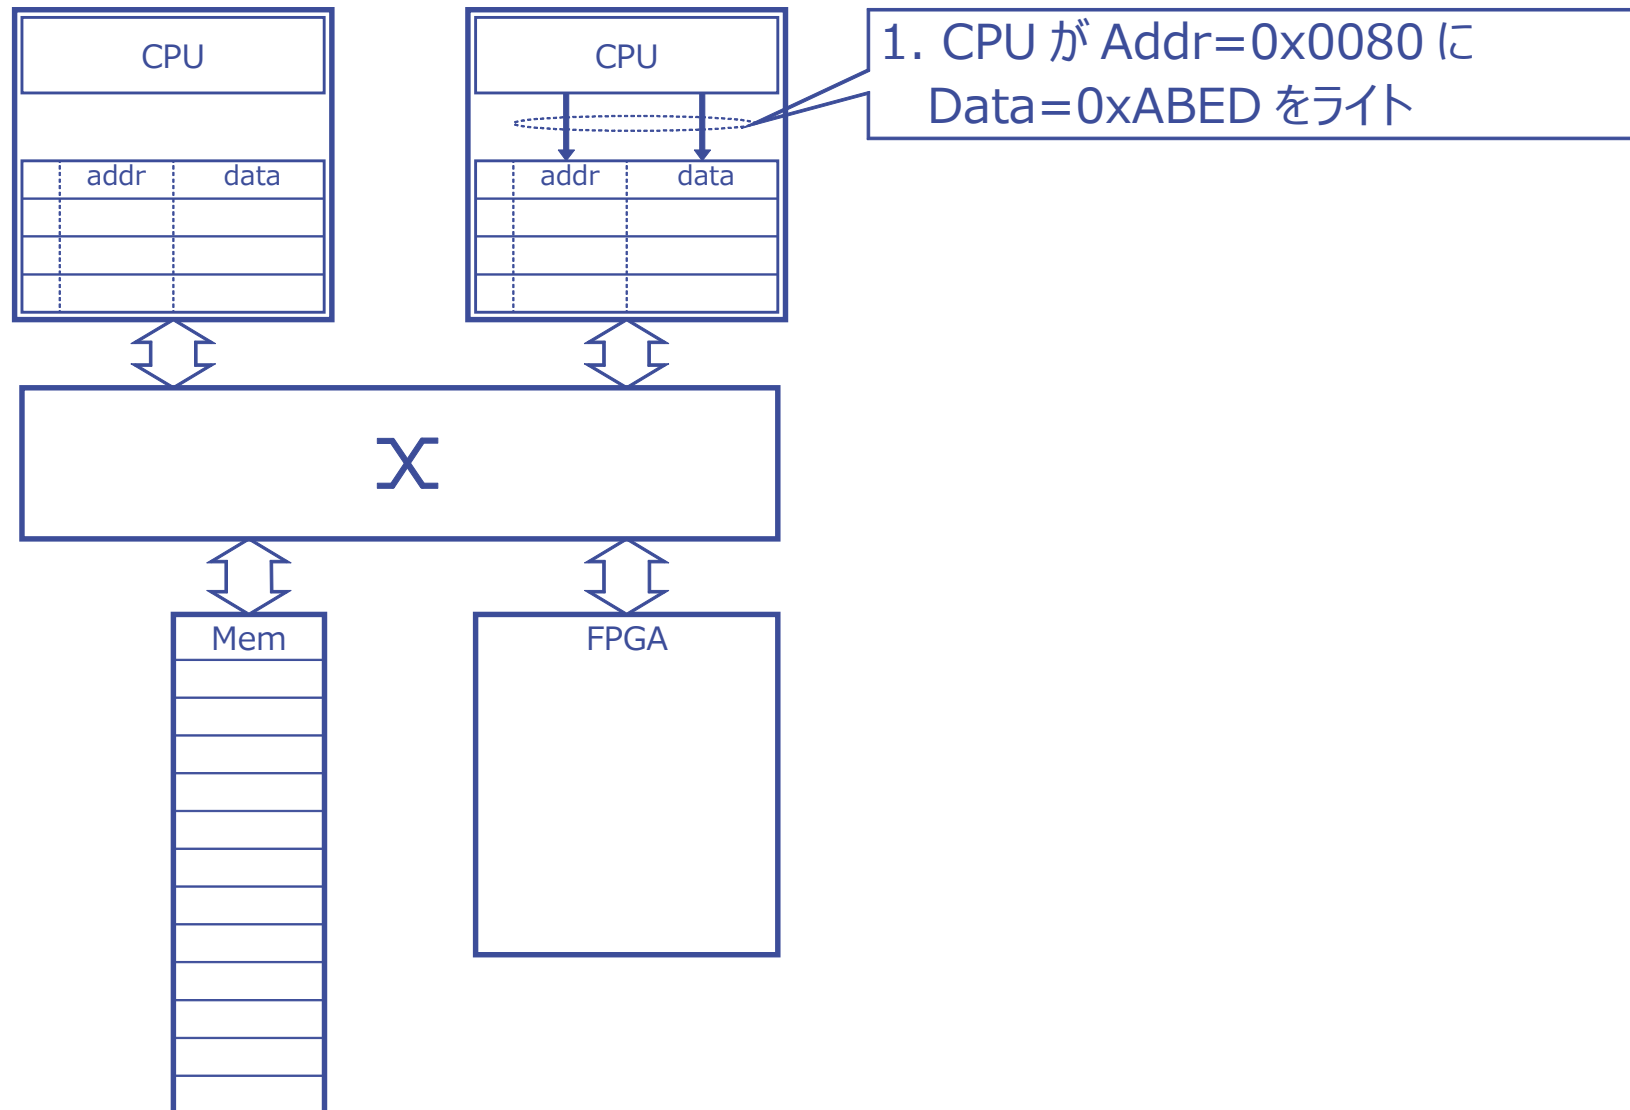 CPU
CPU
1. CPU が Addr=0x0080 に
Data=0xABED をライト
addr data
addr data
Mem
FPGA